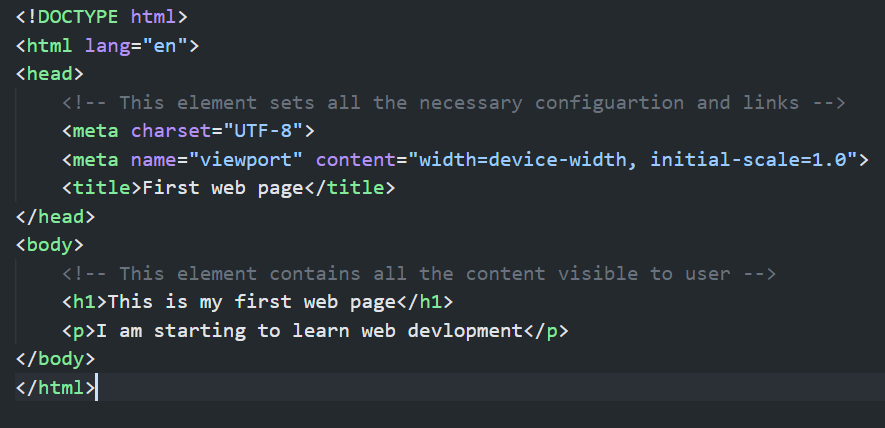 <!DOCTYPE html>
<html lang="en">
<head>
    <!-- This element sets all the necessary configuartion and links -->
    <meta charset="UTF-8">
    <meta name="viewport" content="width=device-width, initial-scale=1.0">
    <title>First web page</title>
</head>
<body>
    <!-- This element contains all the content visible to user -->
    <h1>This is my first web page</h1>
    <p>I am starting to learn web devlopment</p>
</body>
</html>